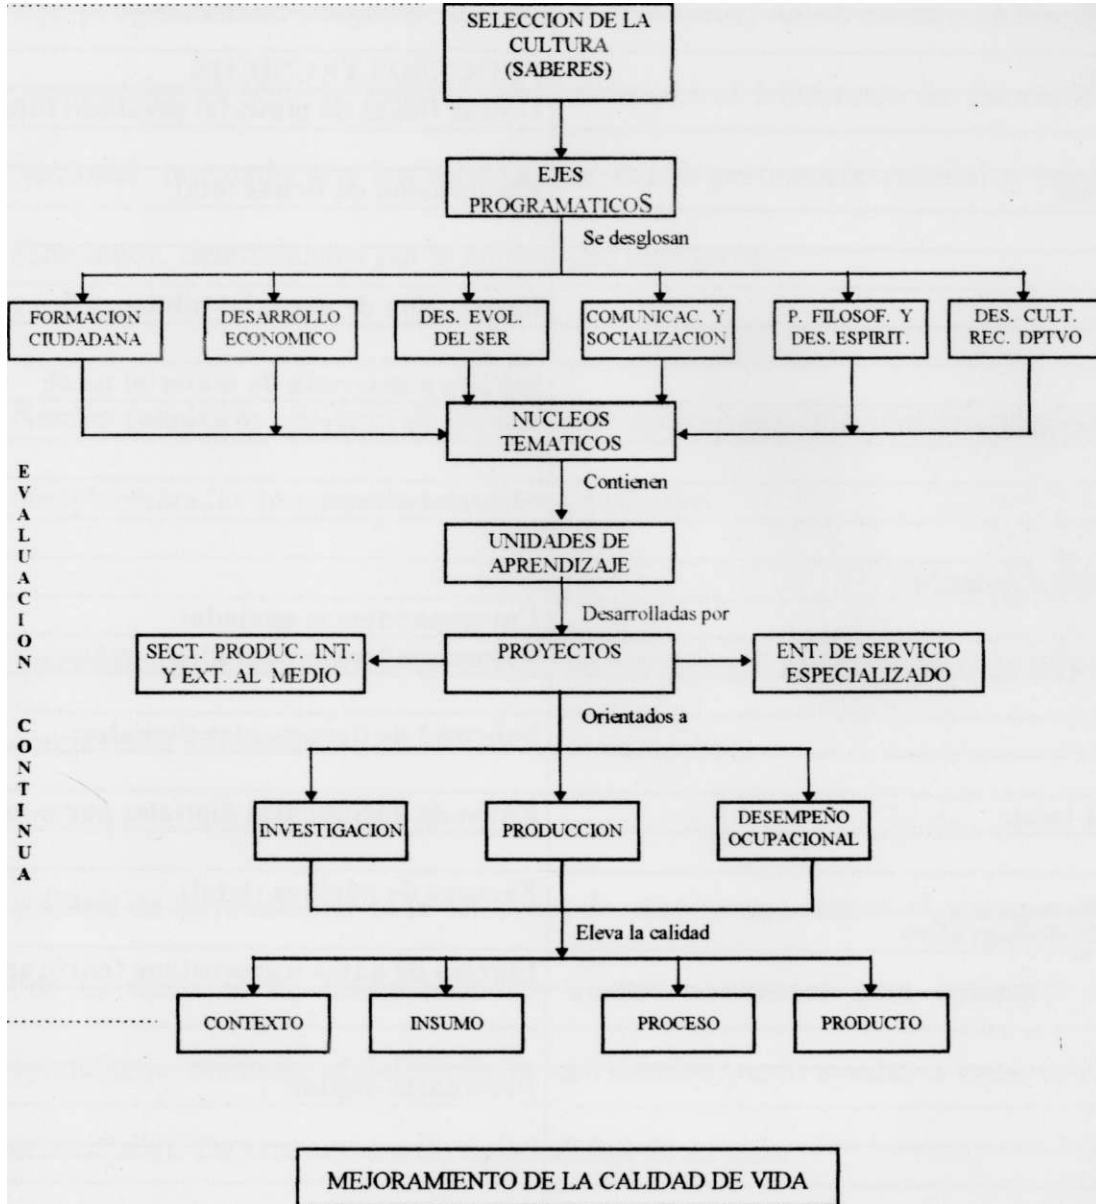 SELECCION DE LA
CULTURA
(SABERES)
EJES
PROGRAMATICOS
Se desglosan
FORMACION
CIUDADANA
DESARROLLO
ECONOMICO
DES. EVOL.
DEL SER
COMUNICAC. Y
SOCIALIZACION
P. FILOSOF. Y
DES. ESPIRIT.
DES. CULT.
REC. DPTVO
NUCLEOS
TEMATICOS
Contienen
UNIDADES DE
APRENDIZAJE
Desarrolladas por
SECT. PRODUC. INT.
Y EXT. AL MEDIO
PROYECTOS
ENT. DE SERVICIO
ESPECIALIZADO
Orientados a
INVESTIGACION
PRODUCCION
DESEMPEÑO
OCUPACIONAL
Eleva la calidad
CONTEXTO
INSUMO
PROCESO
PRODUCTO
EVALUACION
CONTINUA
MEJORAMIENTO DE LA CALIDAD DE VIDA